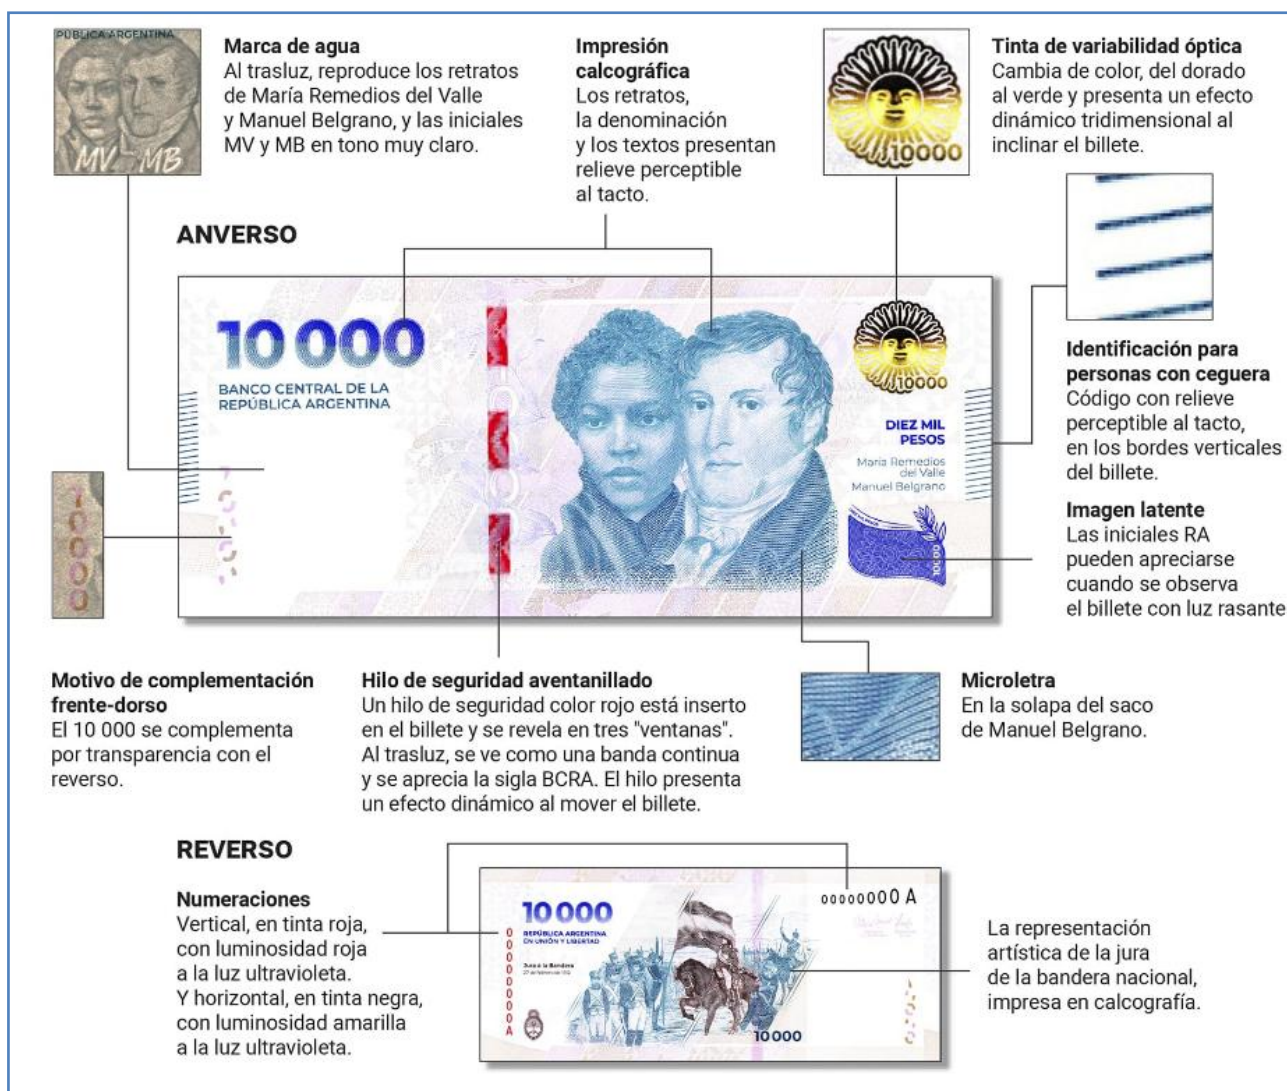 PÚBLICA ARGENTINA
MV MB
Marca de agua
Al trasluz, reproduce los retratos
de María Remedios del Valle
y Manuel Belgrano, y las iniciales
MV y MB en tono muy claro.
Impresión
calcográfica
Los retratos,
la denominación
y los textos presentan
relieve perceptible
al tacto.
10000
Tinta de variabilidad óptica
Cambia de color, del dorado
al verde y presenta un efecto
dinámico tridimensional al
inclinar el billete.
ANVERSO
10 000
BANCO CENTRAL DE LA
REPÚBLICA ARGENTINA
10000
DIEZ MIL
PESOS
María Remedios
del Valle
Manuel Belgrano
10000
Identificación para
personas con ceguera
Código con relieve
perceptible al tacto,
en los bordes verticales
del billete.
Imagen latente
Las iniciales RA
pueden apreciarse
cuando se observa
el billete con luz rasante
10000
Motivo de complementación
frente-dorso
El 10 000 se complementa
por transparencia con el
reverso.
Hilo de seguridad aventanillado
Un hilo de seguridad color rojo está inserto
en el billete y se revela en tres "ventanas".
Al trasluz, se ve como una banda continua
y se aprecia la sigla BCRA. El hilo presenta
un efecto dinámico al mover el billete.
Microletra
En la solapa del saco
de Manuel Belgrano.
REVERSO
Numeraciones
Vertical, en tinta roja,
con luminosidad roja
a la luz ultravioleta.
Y horizontal, en tinta negra,
con luminosidad amarilla
a la luz ultravioleta.
10 000
REPÚBLICA ARGENTINA
EN UNIÓN Y LIBERTAD
Jura a la Bandera
27 de febrero de 1812
00000000 A
00000000A
10 000
La representación
artística de la jura
de la bandera nacional,
impresa en calcografía.